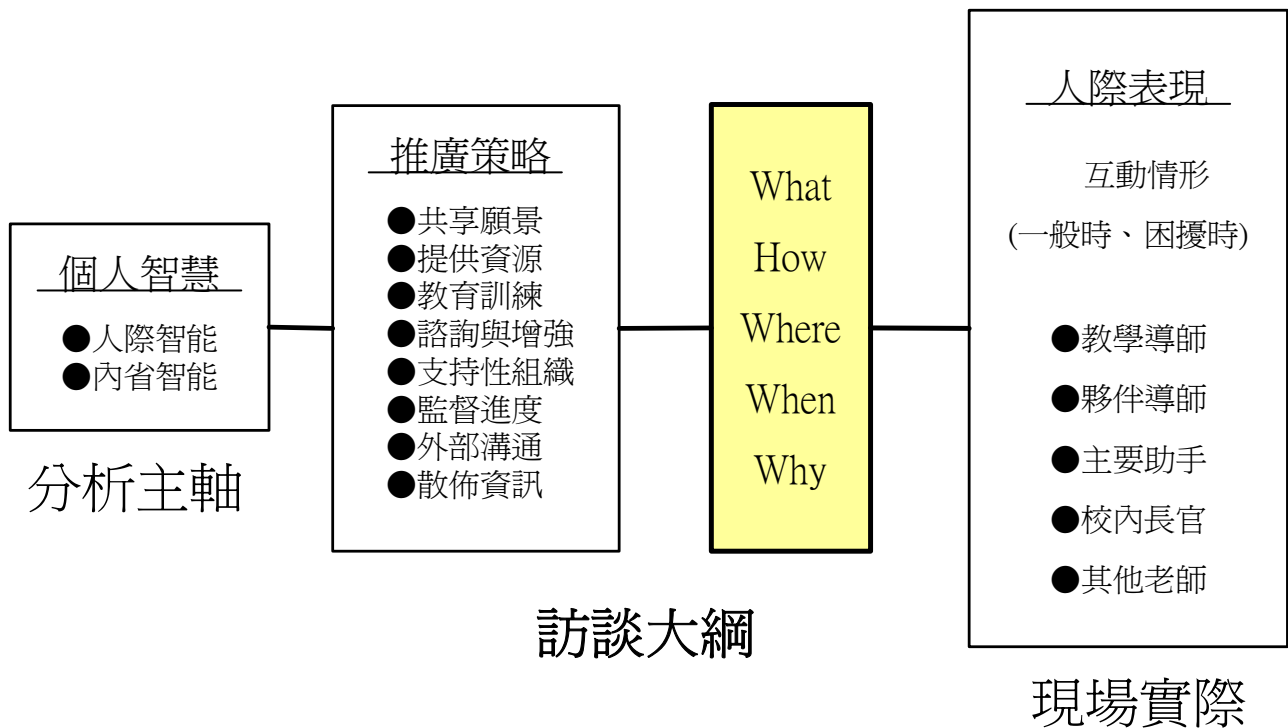 個人智慧
●人際智能
●內省智能
分析主軸
推廣策略
●共享願景
●提供資源
●教育訓練
●諮詢與增強
●支持性組織
●監督進度
●外部溝通
●散佈資訊
What
How
Where
When
Why
訪談大綱
人際表現
互動情形
(一般時、困擾時)
●教學導師
●夥伴導師
●主要助手
●校內長官
●其他老師
現場實際